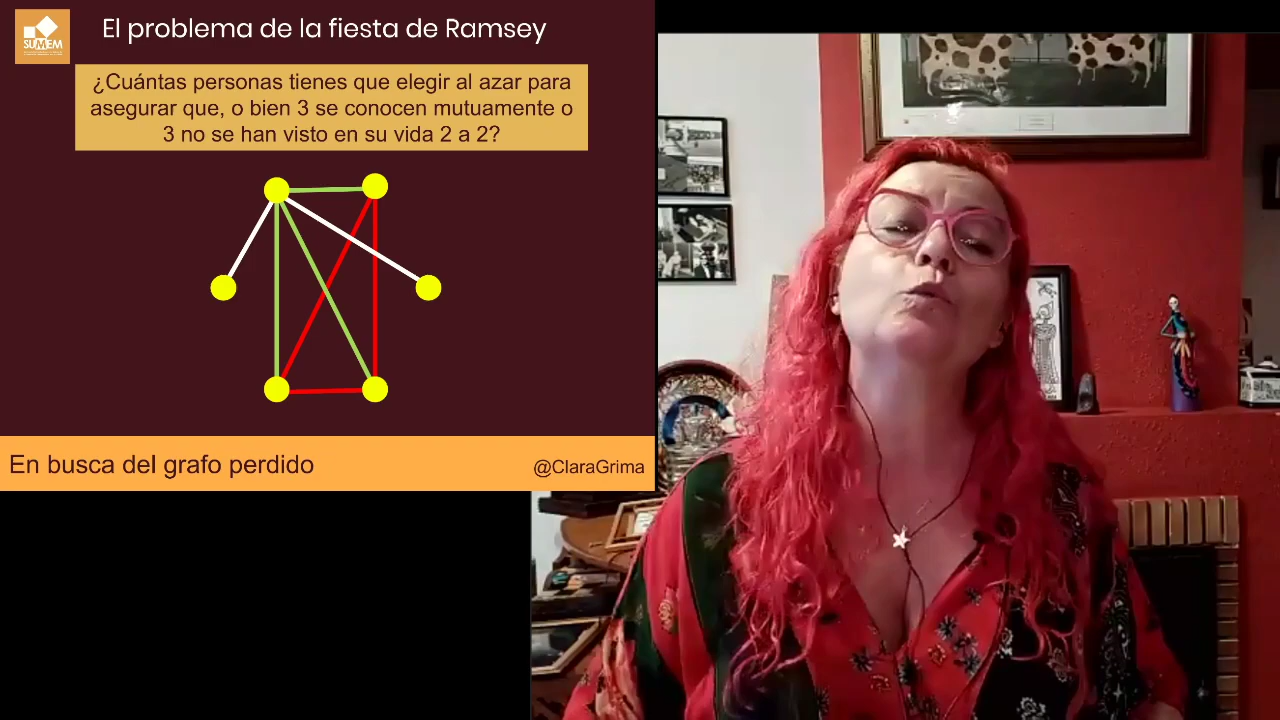 SUMEM
El problema de la fiesta de Ramsey
¿Cuántas personas tienes que elegir al azar para
asegurar que, o bien 3 se conocen mutuamente o
3 no se han visto en su vida 2 a 2?
En busca del grafo perdido
@ClaraGrima